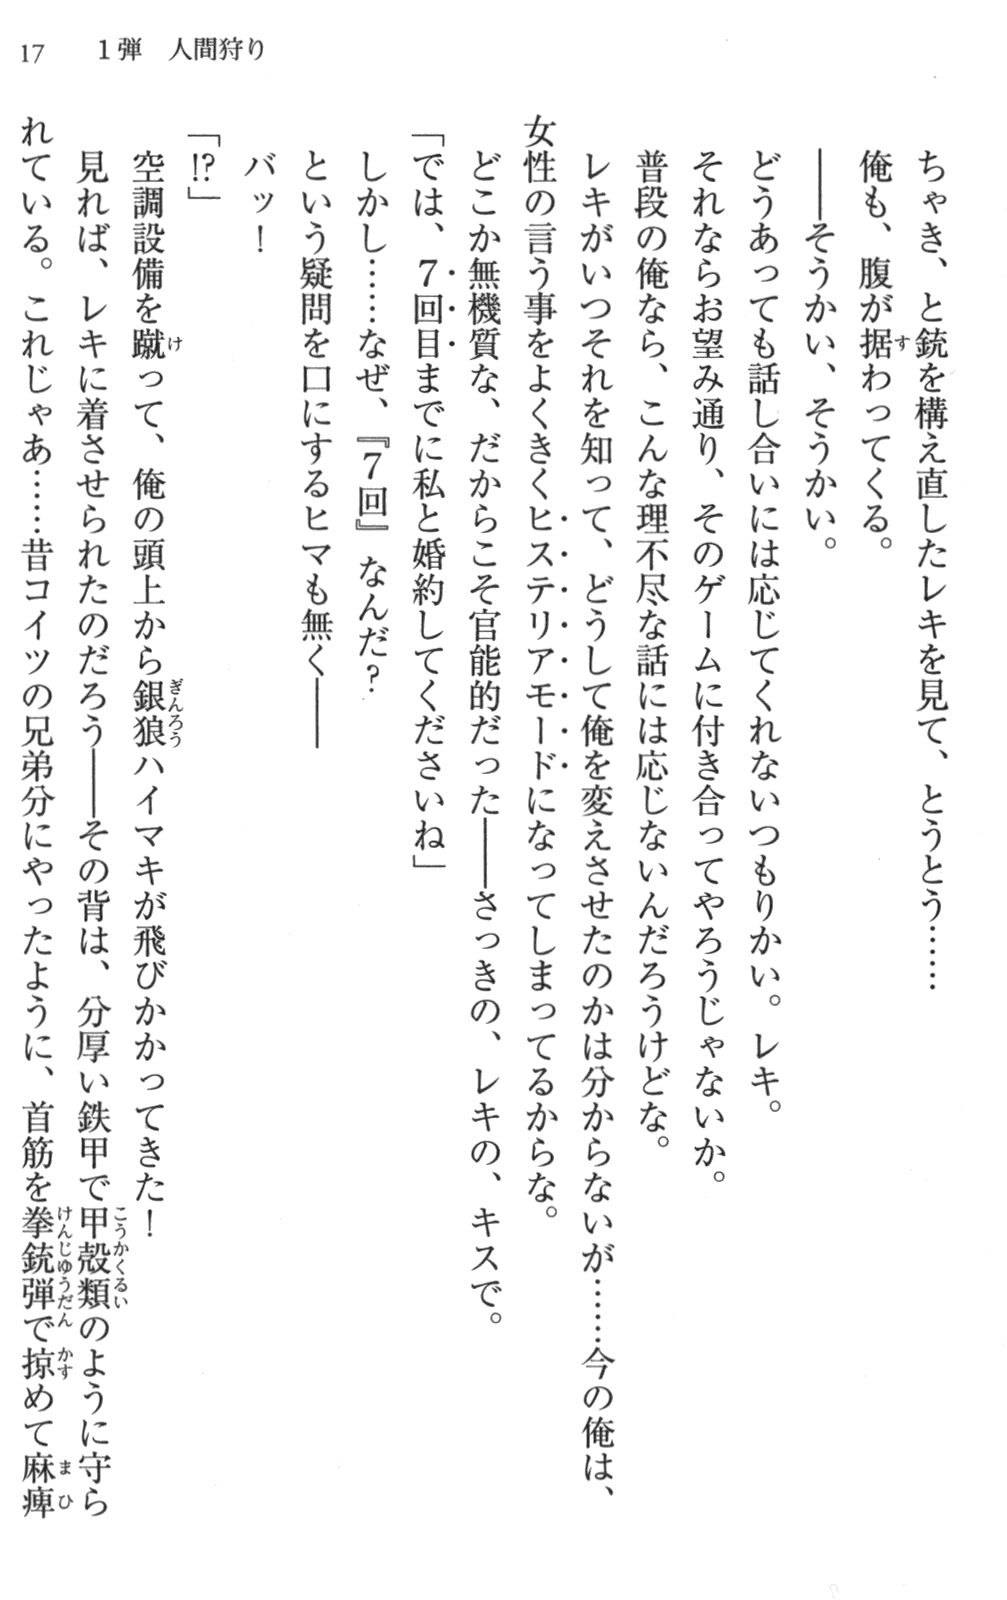 17　1弾　人間狩り
ちゃき、と銃を構え直したレキを見て、とうとう……
俺も、腹が据わってくる。
――そうかい、そうかい。
どうあっても話し合いには応じてくれないつもりかい。レキ。
それならお望み通り、そのゲームに付き合ってやろうじゃないか。
普段の俺なら、こんな理不尽な話には応じないんだろうけどな。
レキがいつそれを知って、どうして俺を変えさせたのかは分からないが……今の俺は、
女性の言う事をよくきくヒステリアモードになってしまってるからな。
どこか無機質な、だからこそ官能的だった――さっきの、レキの、キスで。
「では、7回目までに私と婚約してくださいね」
しかし……なぜ、『7回』なんだ?
という疑問を口にするヒマも無く――
バッ!
「!?」
空調設備を蹴って、俺の頭上から銀狼ハイマキが飛びかかってきた!
見れば、レキに着させられたのだろう――その背は、分厚い鉄甲で甲殻類のように守ら
れている。これじゃあ……昔コイツの兄弟分にやったように、首筋を拳銃弾で掠めて麻痺